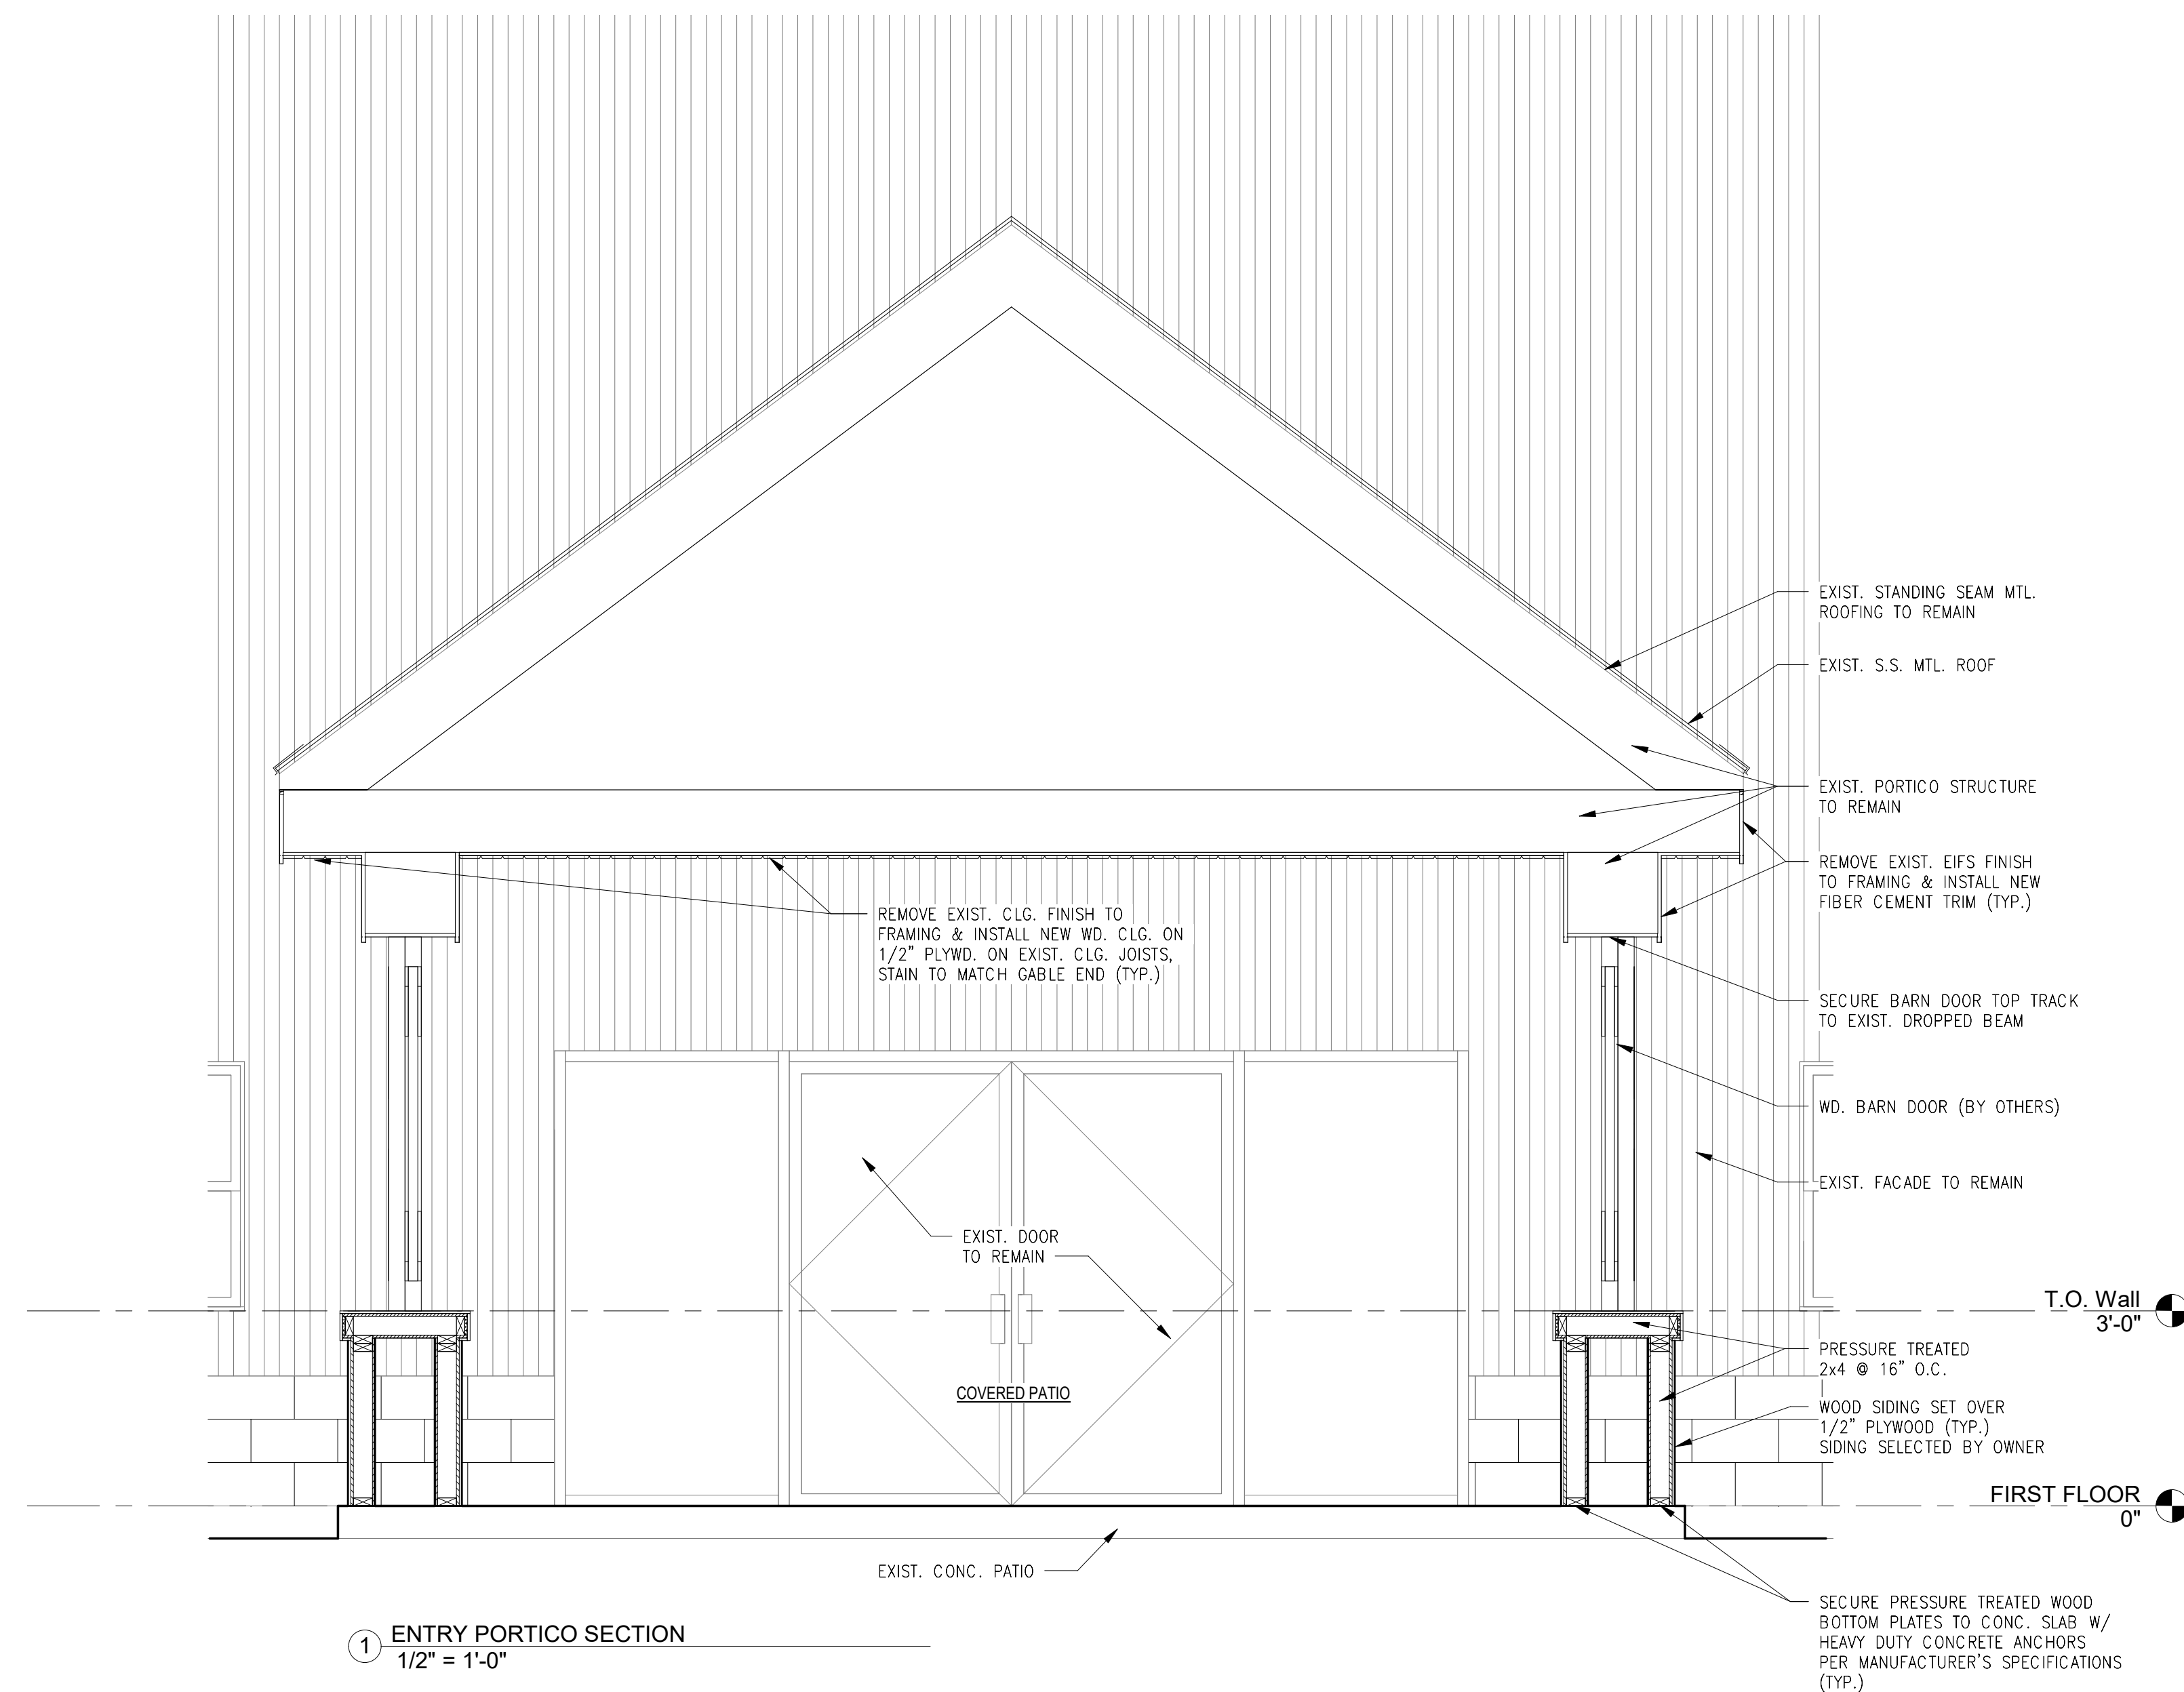 EXIST. STANDING SEAM MTL.
ROOFING TO REMAIN
EXIST. S.S. MTL. ROOF
EXIST. PORTICO STRUCTURE
TO REMAIN
REMOVE EXIST. EIFS FINISH
TO FRAMING & INSTALL NEW
FIBER CEMENT TRIM (TYP.)
REMOVE EXIST. CLG. FINISH TO
FRAMING & INSTALL NEW WD. CLG. ON
1/2” PLYWD. ON EXIST. CLG. JOISTS,
STAIN TO MATCH GABLE END (TYP.)
SECURE BARN DOOR TOP TRACK
TO EXIST. DROPPED BEAM
WD. BARN DOOR (BY OTHERS)
EXIST. FACADE TO REMAIN
EXIST. DOOR
TO REMAIN
T.O. Wall
3'-0"
PRESSURE TREATED
2x4 @ 16” O.C.
COVERED PATIO
WOOD SIDING SET OVER
1/2” PLYWOOD (TYP.)
SIDING SELECTED BY OWNER
FIRST FLOOR
0"
EXIST. CONC. PATIO
SECURE PRESSURE TREATED WOOD
BOTTOM PLATES TO CONC. SLAB W/
HEAVY DUTY CONCRETE ANCHORS
PER MANUFACTURER'S SPECIFICATIONS
(TYP.)
1 ENTRY PORTICO SECTION
1/2" = 1'-0"